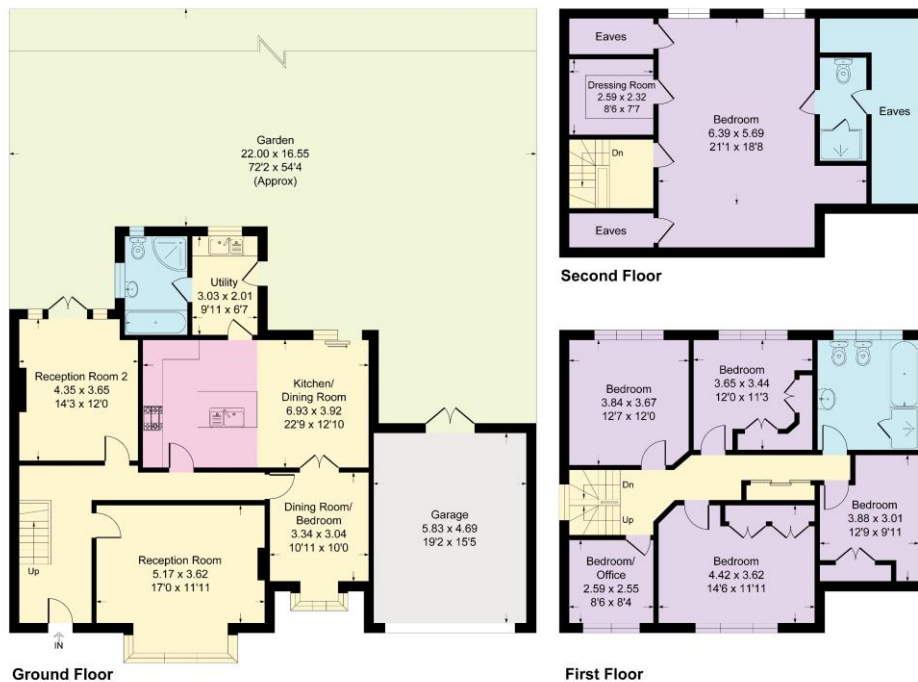 Garden
22.00 x 16.55
72'2 x 54'4
(Approx)
Utility
3.03 x 2.01
9'11 x 6'7
Reception Room 2
4.35 x 3.65
14'3 x 12'0
Kitchen/
Dining Room
6.93 x 3.92
22'9 x 12'10
Dining Room/
Bedroom
3.34 x 3.04
10'11 x 10'0
Garage
5.83 x 4.69
19'2 x 15'5
Reception Room
5.17 x 3.62
17'0 x 11'11
Up
IN
Ground Floor
Eaves
Dressing Room
2.59 x 2.32
8'6 x 7'7
Bedroom
6.39 x 5.69
21'1 x 18'8
Eaves
Dn
Eaves
Second Floor
Bedroom
3.84 x 3.67
12'7 x 12'0
Bedroom
3.65 x 3.44
12'0 x 11'3
Dn
Up
Bedroom
3.88 x 3.01
12'9 x 9'11
Bedroom/
Office
2.59 x 2.55
8'6 x 8'4
Bedroom
4.42 x 3.62
14'6 x 11'11
First Floor